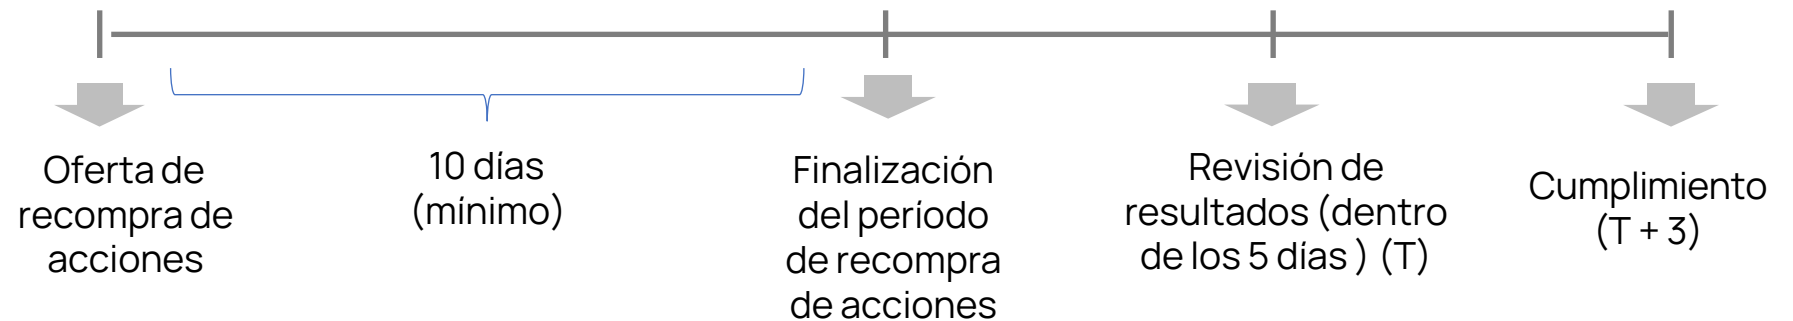 Oferta de
recompra de
acciones
10 días
(mínimo)
Finalización
del período
de recompra
de acciones
Revisión de
resultados (dentro
de los 5 días ) (T)
Cumplimiento
(T + 3)